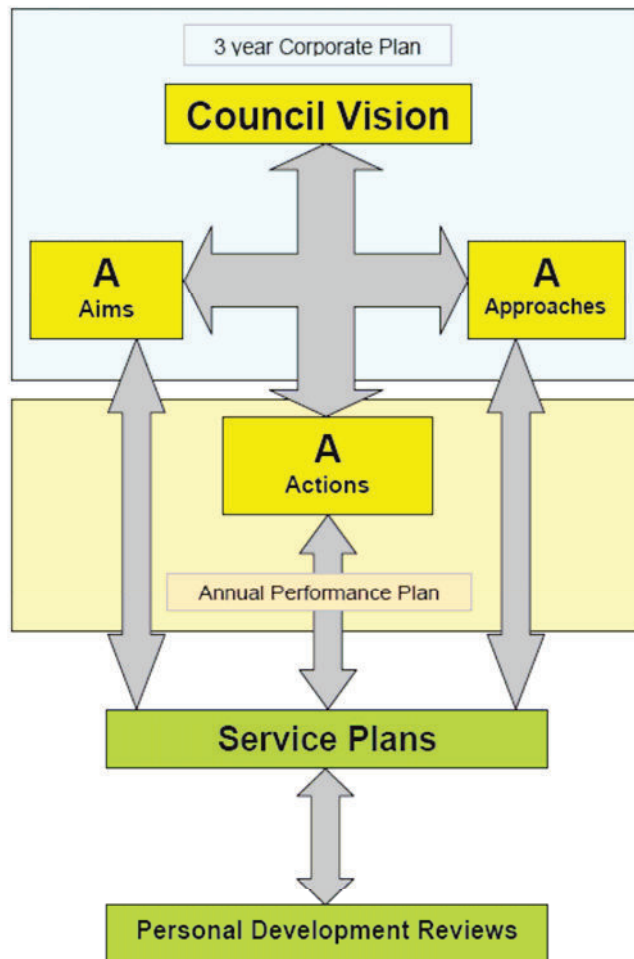 3 year Corporate Plan
Council Vision
A
Aims
A
Approaches
A
Actions
Annual Performance Plan
Service Plans
Personal Development Reviews